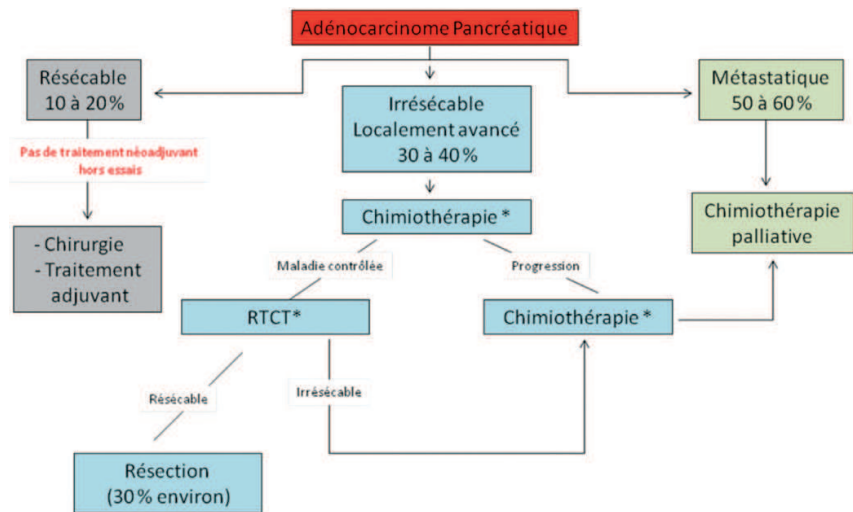 Adénocarcinome Pancréatique
Résécable
10 à 20%
Irrésécable
Localement avancé
30 à 40%
Métastatique
50 à 60%
Pas de traitement néoadjuvant
hors essais
Chimiothérapie *
- Chirurgie
- Traitement
adjuvant
Chimiothérapie
palliative
Maladie contrôlée
Progression
RTCT*
Chimiothérapie *
Résécable
Irrésécable
Résection
(30% environ)